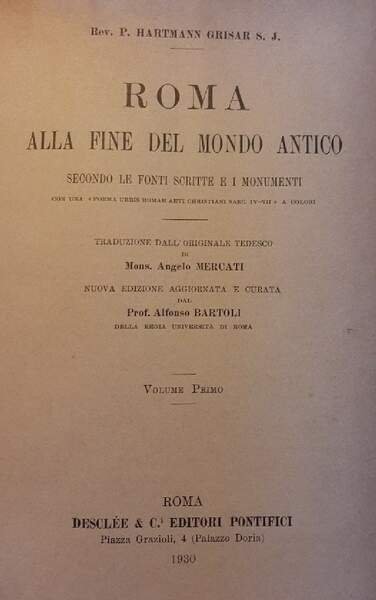 Rev. P. HARTMANN GRISAR S. J.
ROMA
ALLA FINE DEL MONDO ANTICO
SECONDO LE FONTI SCRITTE E I MONUMENTI
CON UNA «FORMA URBIS ROMAE AEVI CHRISTIANI SAEC. IV-VII» A COLORI
TRADUZIONE DALL'ORIGINALE TEDESCO
DI
Mons. Angelo MERCATI
NUOVA EDIZIONE AGGIORNATA E CURATA
DAL
Prof. Alfonso BARTOLI
DELLA REGIA UNIVERSITÀ DI ROMA
VOLUME PRIMO
ROMA
DESCLÉE & C.i EDITORI PONTIFICI
Piazza Grazioli, 4 (Palazzo Doria)
1930